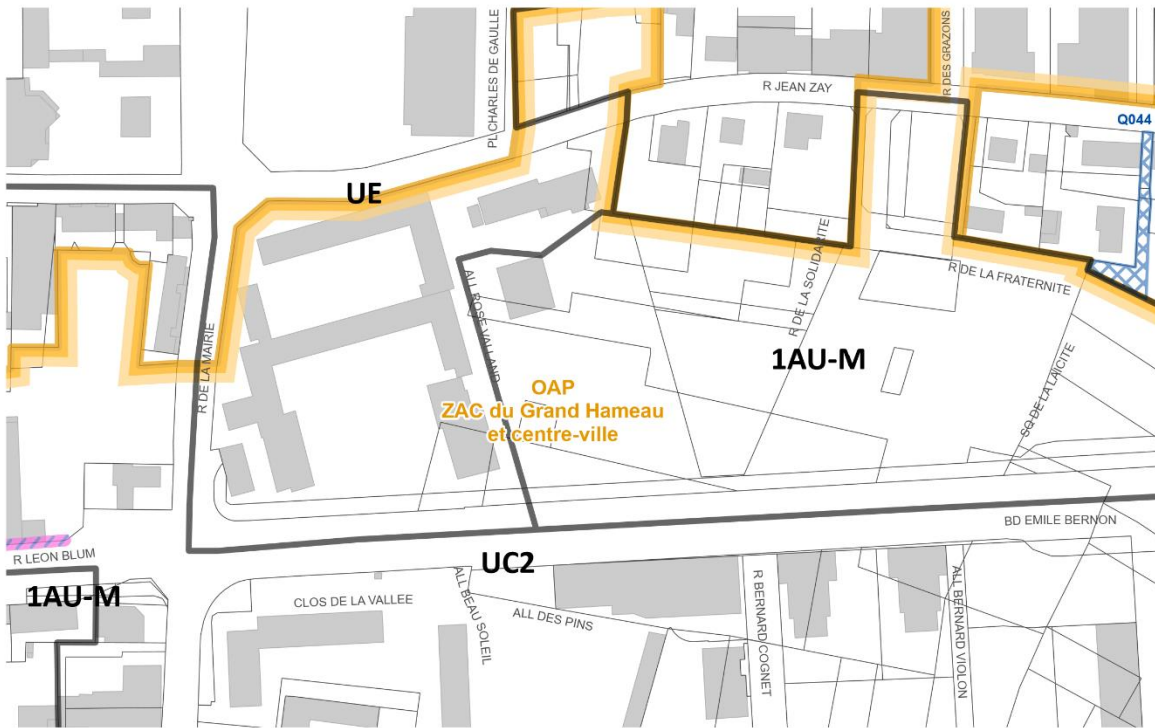 PL CHARLES DE GAULLE
R DES GRAZONS
R JEAN ZAY
Q044
UE
R DE LA MAIRIE
ALL ROSE VALLAND
R DE LA SOLIDARITE
R DE LA FRATERNITE
1AU-M
SQ DE LA LAICITE
OAP
ZAC du Grand Hameau
et centre-ville
BD EMILE BERNON
R LEON BLUM
UC2
1AU-M
CLOS DE LA VALLEE
ALL BEAU SOLEIL
ALL DES PINS
R BERNARD COGNET
ALL BERNARD VIOLON